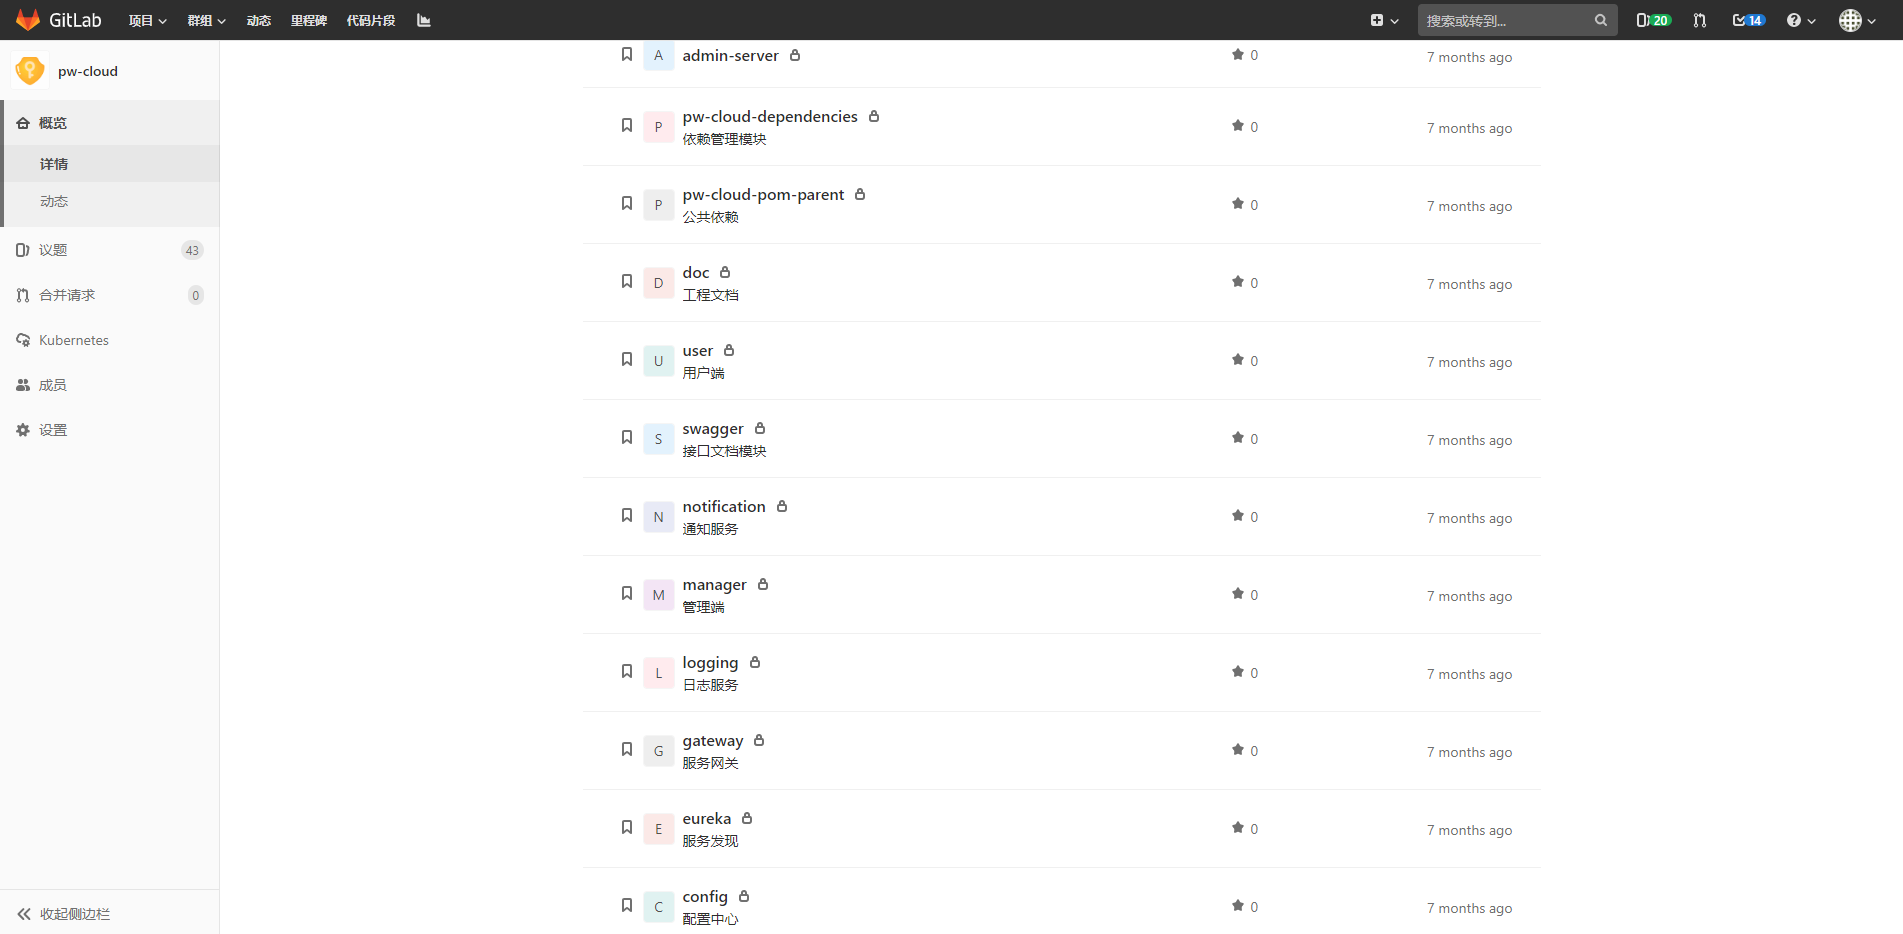 GitLab 项目 群组 动态 里程碑 代码片段 搜索或转到... 20 14
pw-cloud
概览
详情
动态
议题 43
合并请求 0
Kubernetes
成员
设置
收起侧边栏
A admin-server 0 7 months ago
P pw-cloud-dependencies 0 7 months ago
依赖管理模块
P pw-cloud-pom-parent 0 7 months ago
公共依赖
D doc 0 7 months ago
工程文档
U user 0 7 months ago
用户端
S swagger 0 7 months ago
接口文档模块
N notification 0 7 months ago
通知服务
M manager 0 7 months ago
管理端
L logging 0 7 months ago
日志服务
G gateway 0 7 months ago
服务网关
E eureka 0 7 months ago
服务发现
C config 0 7 months ago
配置中心